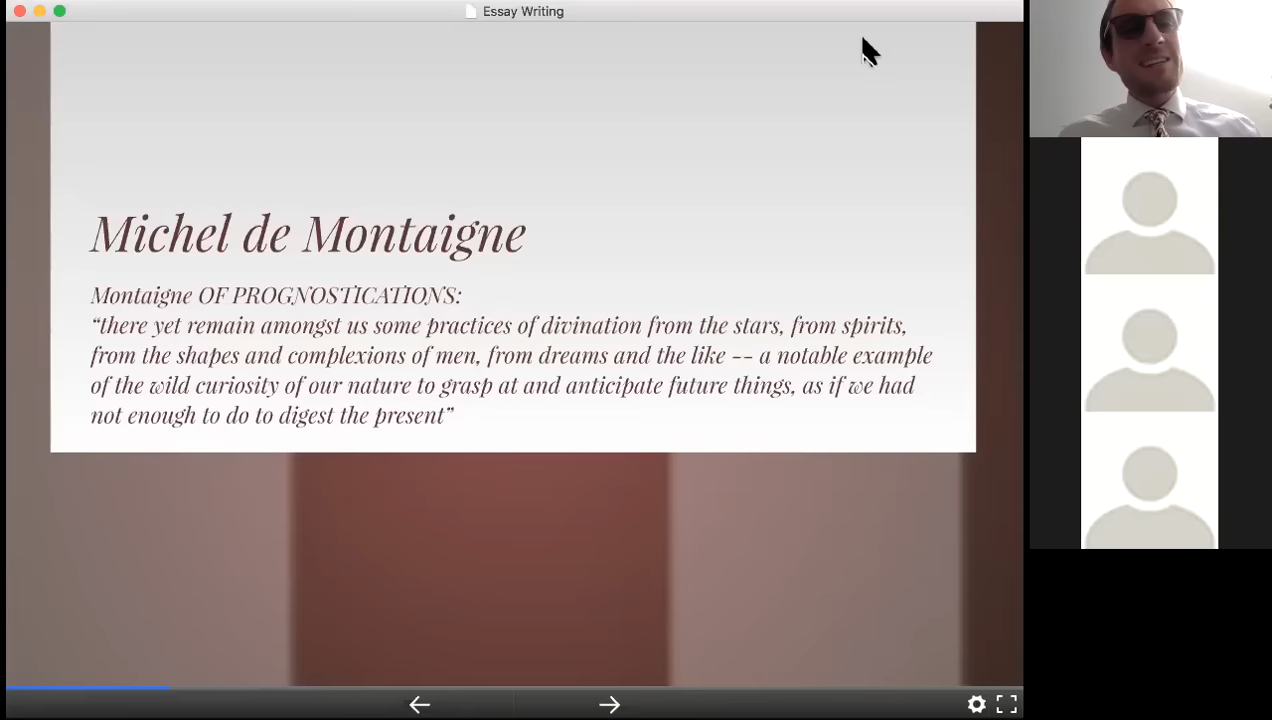 Essay Writing
Michel de Montaigne
Montaigne OF PROGNOSTICATIONS:
“there yet remain amongst us some practices of divination from the stars, from spirits,
from the shapes and complexions of men, from dreams and the like -- a notable example
of the wild curiosity of our nature to grasp at and anticipate future things, as if we had
not enough to do to digest the present”